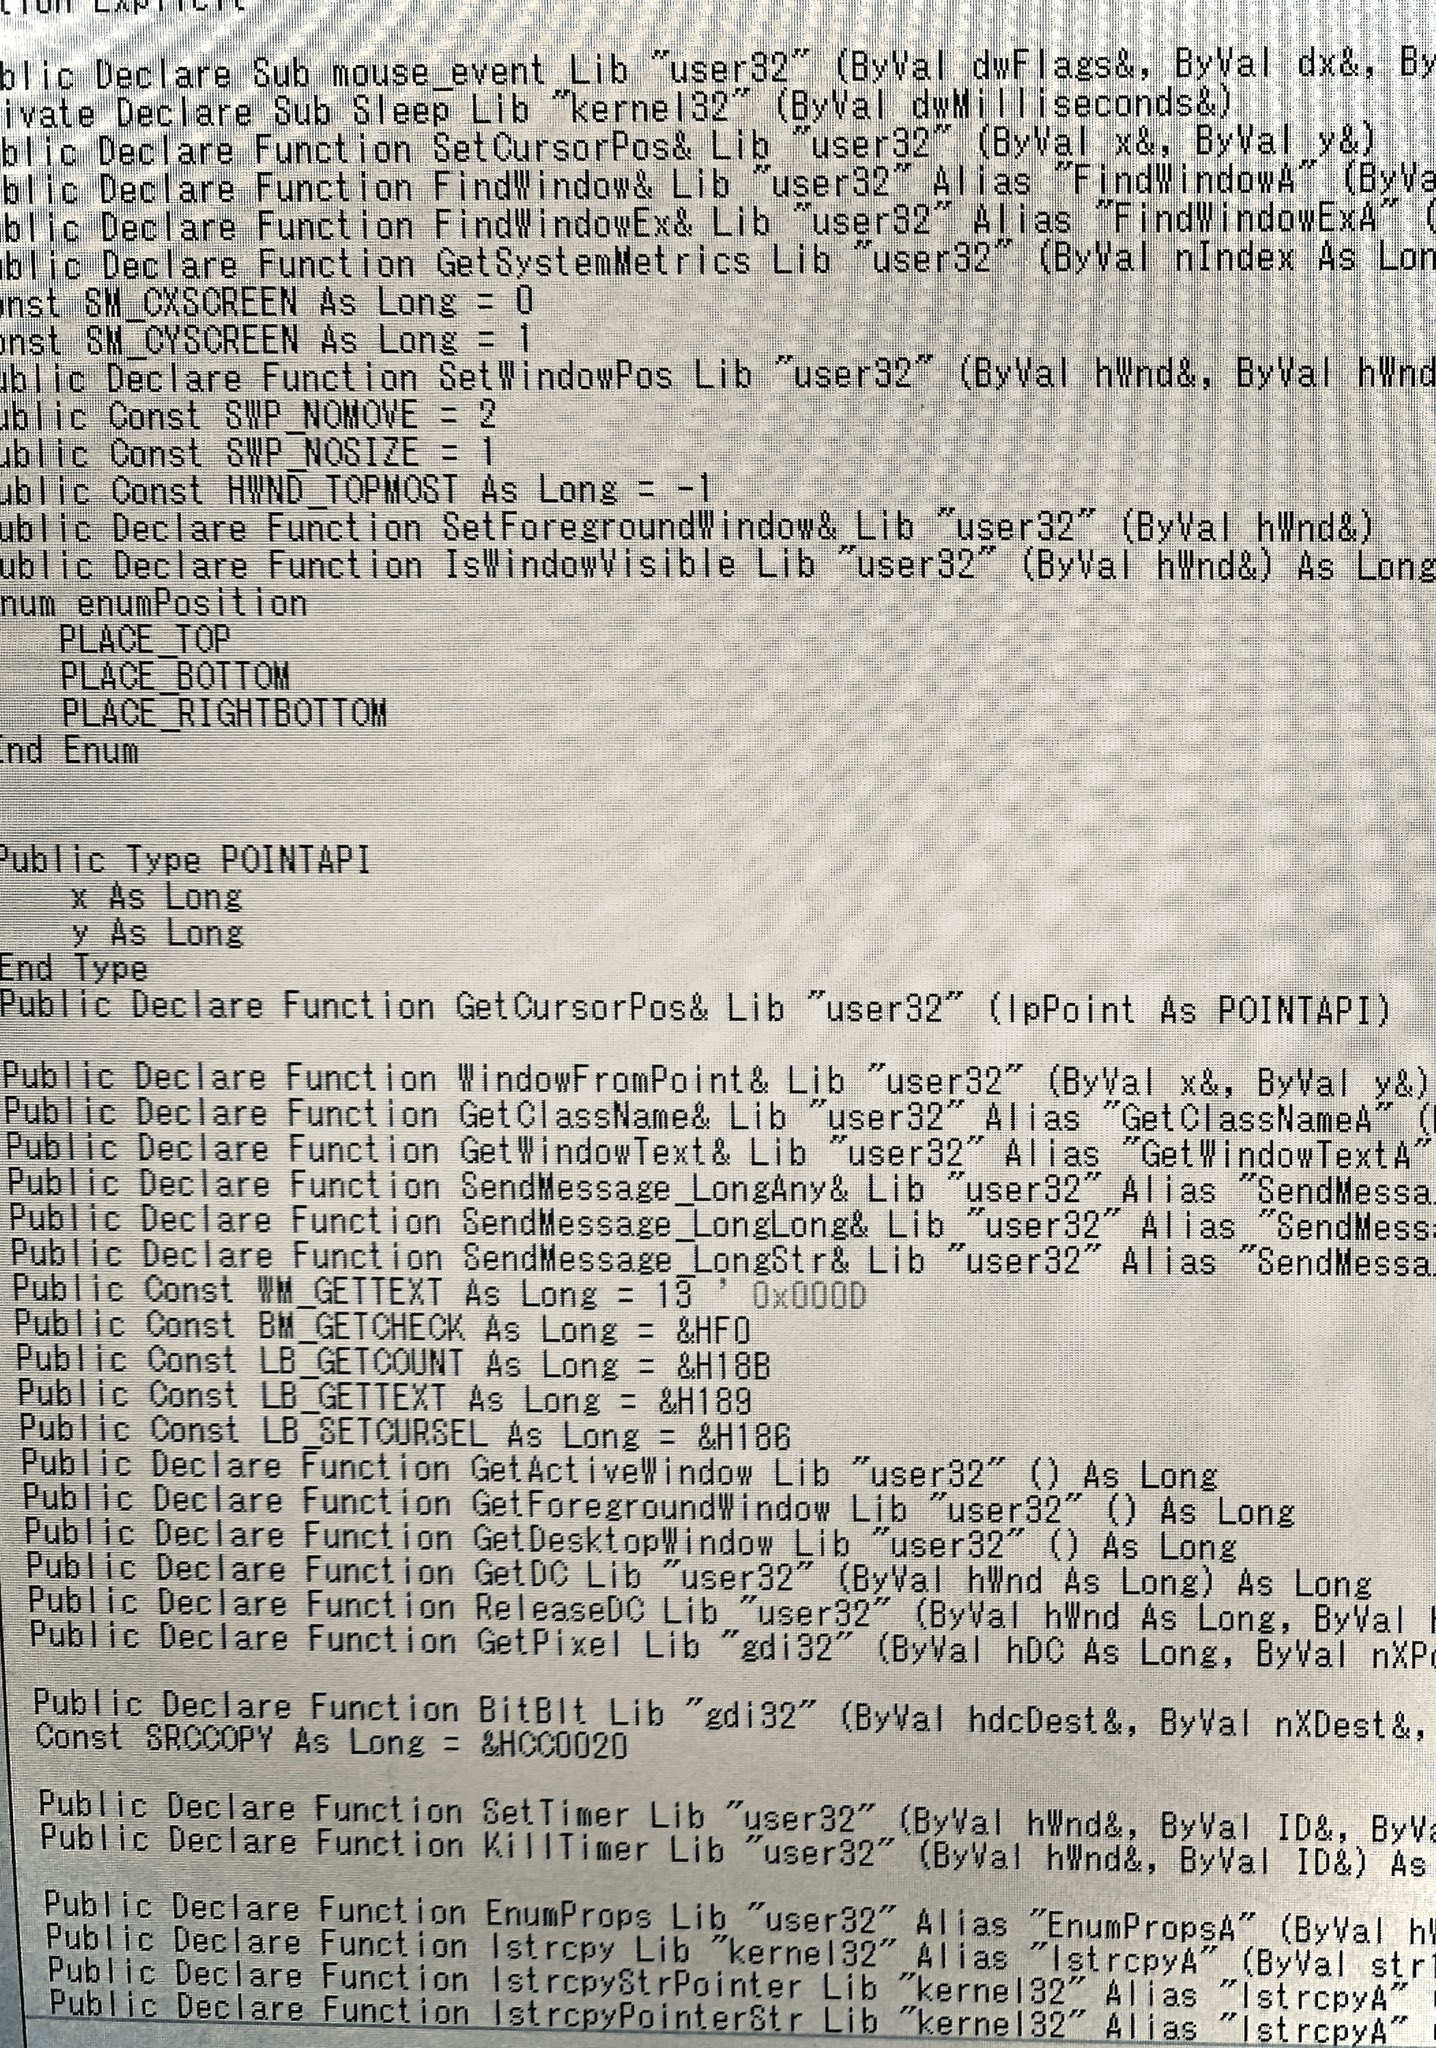 tion Explicit
blic Declare Sub mouse_event Lib "user32" (ByVal dwFlags&, ByVal dx&, By
ivate Declare Sub Sleep Lib "kernel32" (ByVal dwMilliseconds&)
blic Declare Function SetCursorPos& Lib "user32" (ByVal x&, ByVal y&)
blic Declare Function FindWindow& Lib "user32" Alias "FindWindowA" (ByVa
blic Declare Function FindWindowEx& Lib "user32" Alias "FindWindowExA" (
ublic Declare Function GetSystemMetrics Lib "user32" (ByVal nIndex As Lon
onst SM_CXSCREEN As Long = 0
onst SM_CYSCREEN As Long = 1
ublic Declare Function SetWindowPos Lib "user32" (ByVal hWnd&, ByVal hWnd
ublic Const SWP_NOMOVE = 2
ublic Const SWP_NOSIZE = 1
ublic Const HWND_TOPMOST As Long = -1
ublic Declare Function SetForegroundWindow& Lib "user32" (ByVal hWnd&)
ublic Declare Function IsWindowVisible Lib "user32" (ByVal hWnd&) As Long
num enumPosition
PLACE_TOP
PLACE_BOTTOM
PLACE_RIGHTBOTTOM
End Enum
Public Type POINTAPI
x As Long
y As Long
End Type
Public Declare Function GetCursorPos& Lib "user32" (lpPoint As POINTAPI)
Public Declare Function WindowFromPoint& Lib "user32" (ByVal x&, ByVal y&)
Public Declare Function GetClassName& Lib "user32" Alias "GetClassNameA" (
Public Declare Function GetWindowText& Lib "user32" Alias "GetWindowTextA"
Public Declare Function SendMessage_LongAny& Lib "user32" Alias "SendMessa
Public Declare Function SendMessage_LongLong& Lib "user32" Alias "SendMess
Public Declare Function SendMessage_LongStr& Lib "user32" Alias "SendMessa
Public Const WM_GETTEXT As Long = 13 ' 0x000D
Public Const BM_GETCHECK As Long = &HF0
Public Const LB_GETCOUNT As Long = &H18B
Public Const LB_GETTEXT As Long = &H189
Public Const LB_SETCURSEL As Long = &H186
Public Declare Function GetActiveWindow Lib "user32" () As Long
Public Declare Function GetForegroundWindow Lib "user32" () As Long
Public Declare Function GetDesktopWindow Lib "user32" () As Long
Public Declare Function GetDC Lib "user32" (ByVal hWnd As Long) As Long
Public Declare Function ReleaseDC Lib "user32" (ByVal hWnd As Long, ByVal
Public Declare Function GetPixel Lib "gdi32" (ByVal hDC As Long, ByVal nXPo
Public Declare Function BitBlt Lib "gdi32" (ByVal hdcDest&, ByVal nXDest&,
Const SRCCOPY As Long = &HCC0020
Public Declare Function SetTimer Lib "user32" (ByVal hWnd&, ByVal ID&, ByVa
Public Declare Function KillTimer Lib "user32" (ByVal hWnd&, ByVal ID&) As
Public Declare Function EnumProps Lib "user32" Alias "EnumPropsA" (ByVal hW
Public Declare Function lstrcpy Lib "kernel32" Alias "lstrcpyA" (ByVal str1
Public Declare Function lstrcpyStrPointer Lib "kernel32" Alias "lstrcpyA"
Public Declare Function lstrcpyPointerStr Lib "kernel32" Alias "lstrcpyA"